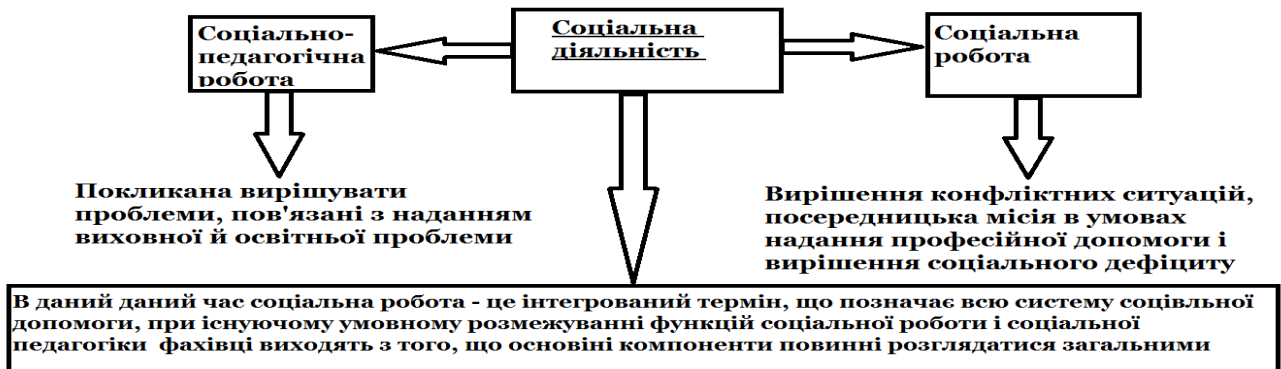 Соціально-
педагогічна
робота
Соціальна
діяльність
Соціальна
робота
Покликана вирішувати
проблеми, пов'язані з наданням
виховної й освітньої проблеми
Вирішення конфліктних ситуацій,
посередницька місія в умовах
надання професійної допомоги і
вирішення соціального дефіциту
В даний даний час соціальна робота - це інтегрований термін, що позначає всю систему соцівльної
допомоги, при існуючому умовному розмежуванні функцій соціальної роботи і соціальної
педагогіки фахівці виходять з того, що основіні компоненти повинні розглядатися загальними